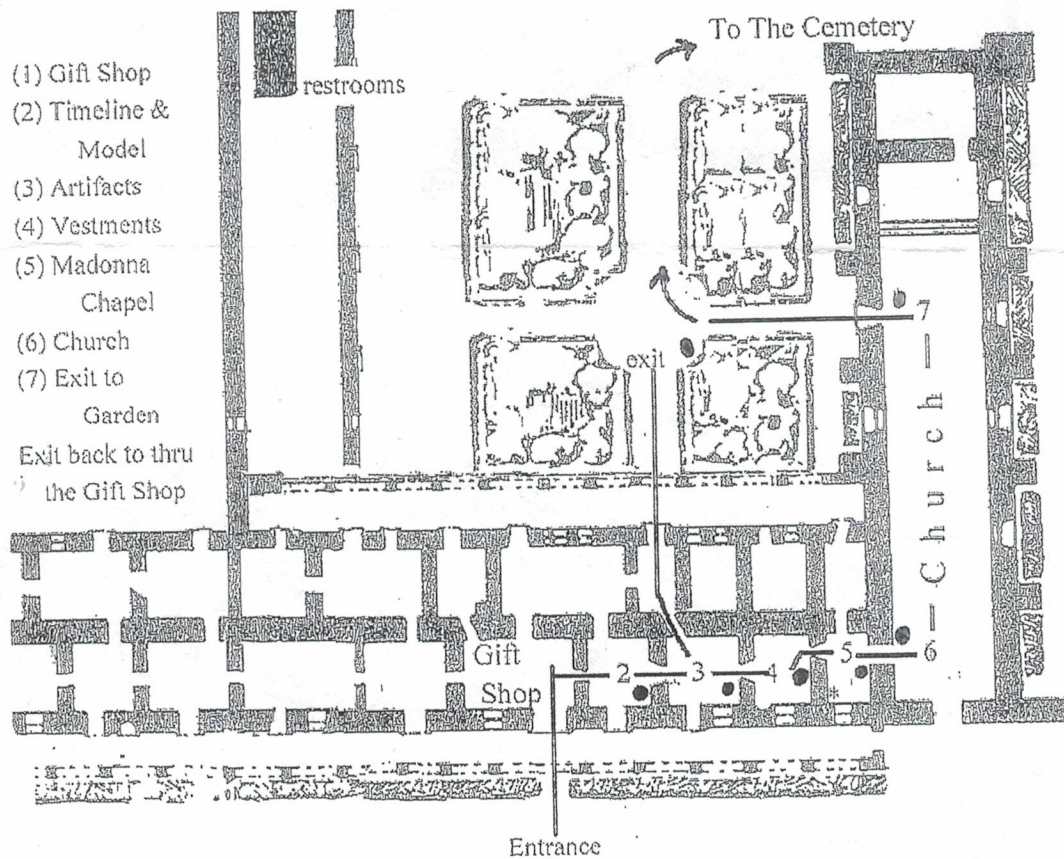 To The Cemetery
(1) Gift Shop
(2) Timeline &
Model
(3) Artifacts
(4) Vestments
(5) Madonna
Chapel
(6) Church
(7) Exit to
Garden
Exit back to thru
the Gift Shop
restrooms
7
exit
Church
Gift
Shop
2
3
4
5
6
*
Entrance